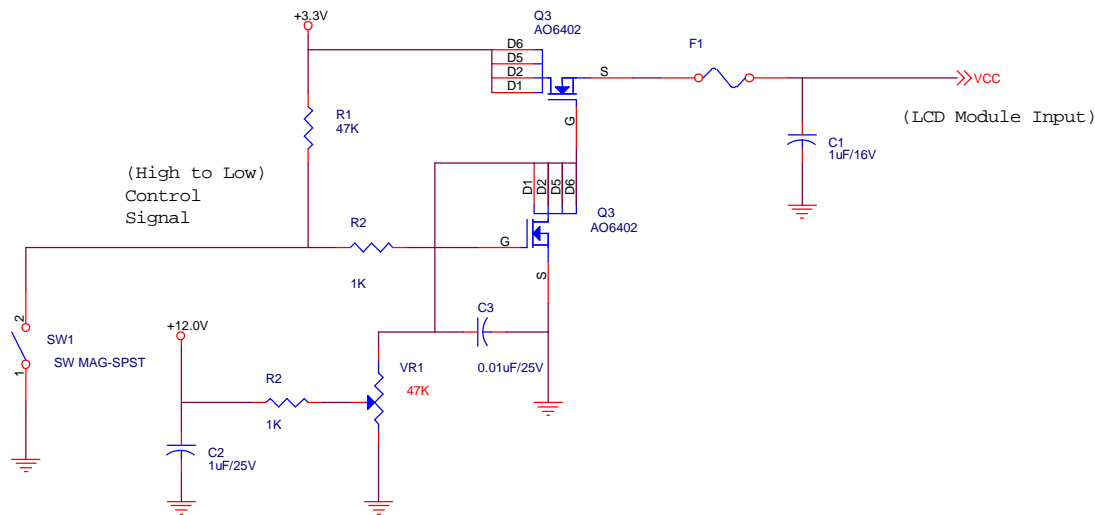 +3.3V
Q3
AO6402
D6
D5
D2
D1
S
G
F1
VCC
(LCD Module Input)
R1
47K
C1
1uF/16V
(High to Low)
Control
Signal
D1
D2
D5
D6
Q3
AO6402
R2
1K
G
S
2
1
SW1
SW MAG-SPST
+12.0V
C3
0.01uF/25V
VR1
47K
R2
1K
C2
1uF/25V